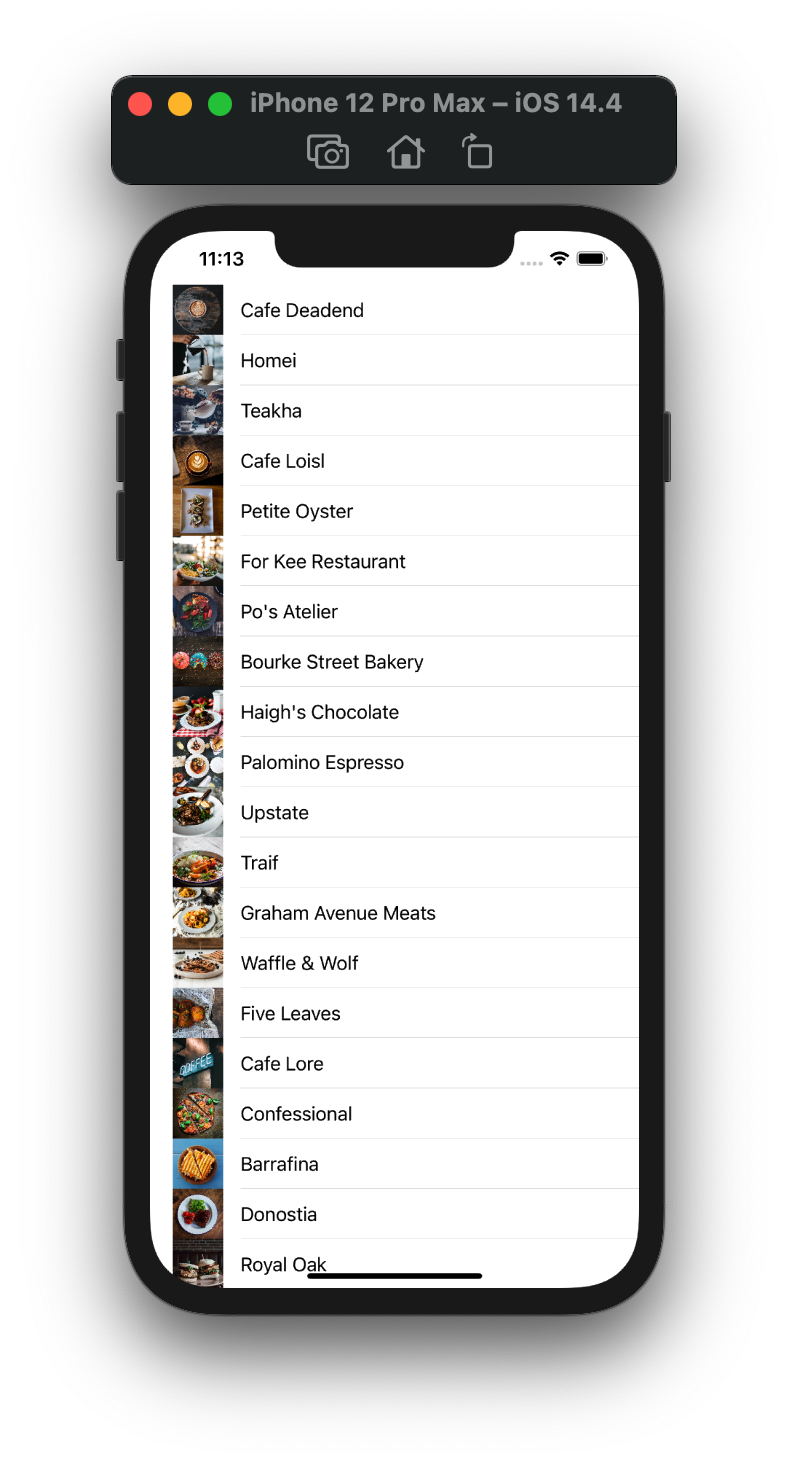 iPhone 12 Pro Max – iOS 14.4
11:13
Cafe Deadend
Homei
Teakha
Cafe Loisl
Petite Oyster
For Kee Restaurant
Po's Atelier
Bourke Street Bakery
Haigh's Chocolate
Palomino Espresso
Upstate
Traif
Graham Avenue Meats
Waffle & Wolf
Five Leaves
Cafe Lore
COFFEE
Confessional
Barrafina
Donostia
Royal Oak